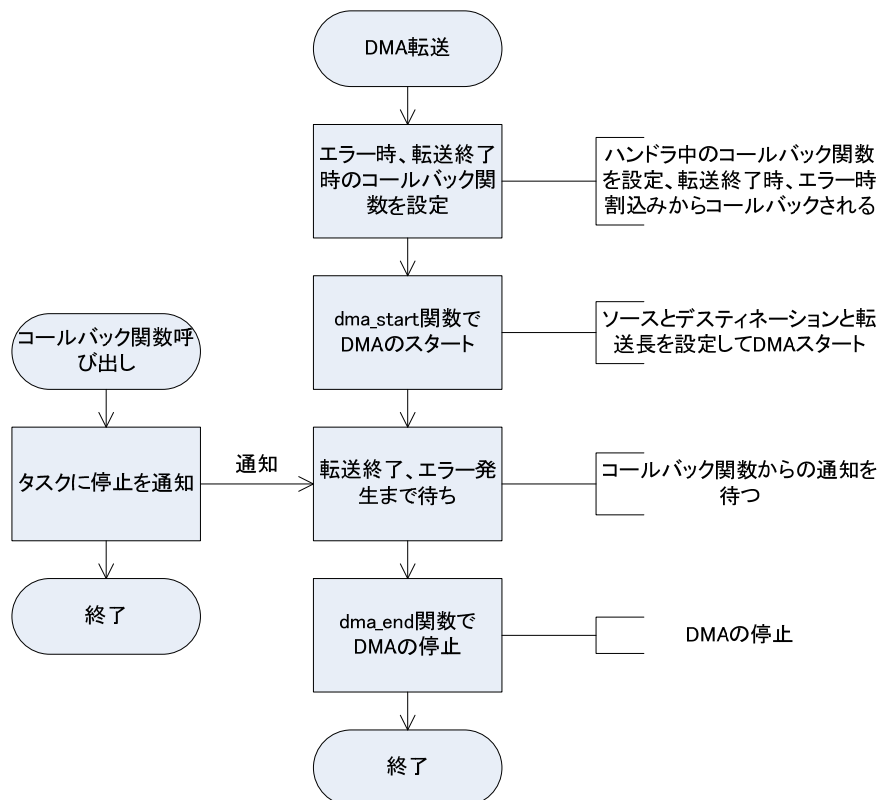 DMA転送
エラー時、転送終了
時のコールバック関
数を設定
ハンドラ中のコールバック関数
を設定、転送終了時、エラー時
割込みからコールバックされる
dma_start関数で
DMAのスタート
ソースとデスティネーションと転
送長を設定してDMAスタート
コールバック関数呼
び出し
タスクに停止を通知
通知
転送終了、エラー発
生まで待ち
コールバック関数からの通知を
待つ
終了
dma_end関数で
DMAの停止
DMAの停止
終了